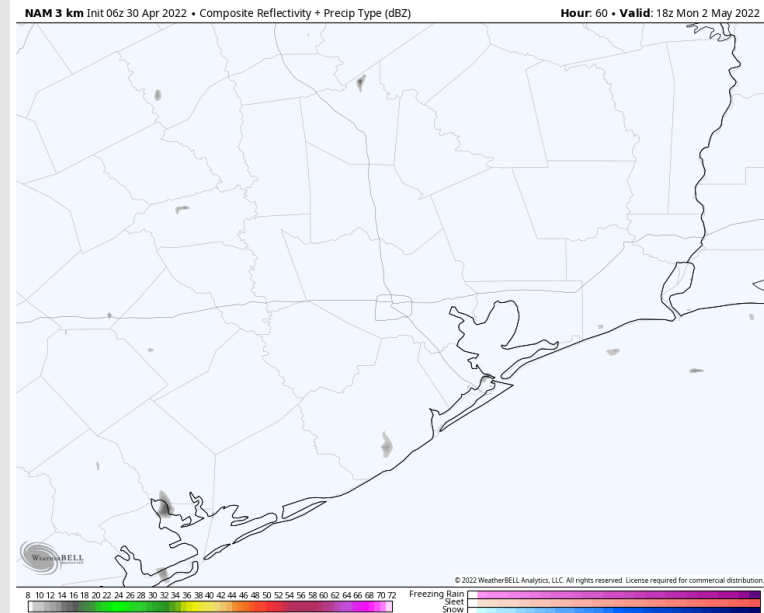 NAM 3 km Init 06z 30 Apr 2022 • Composite Reflectivity + Precip Type (dBZ)
Hour: 60 • Valid: 18z Mon 2 May 2022
WEATHERBELL
© 2022 WeatherBELL Analytics, LLC. All rights reserved. License required for commercial distribution.
8 10 12 14 16 18 20 22 24 26 28 30 32 34 36 38 40 42 44 46 48 50 52 54 56 58 60 62 64 66 68 70 72
Freezing Rain
Sleet
Snow